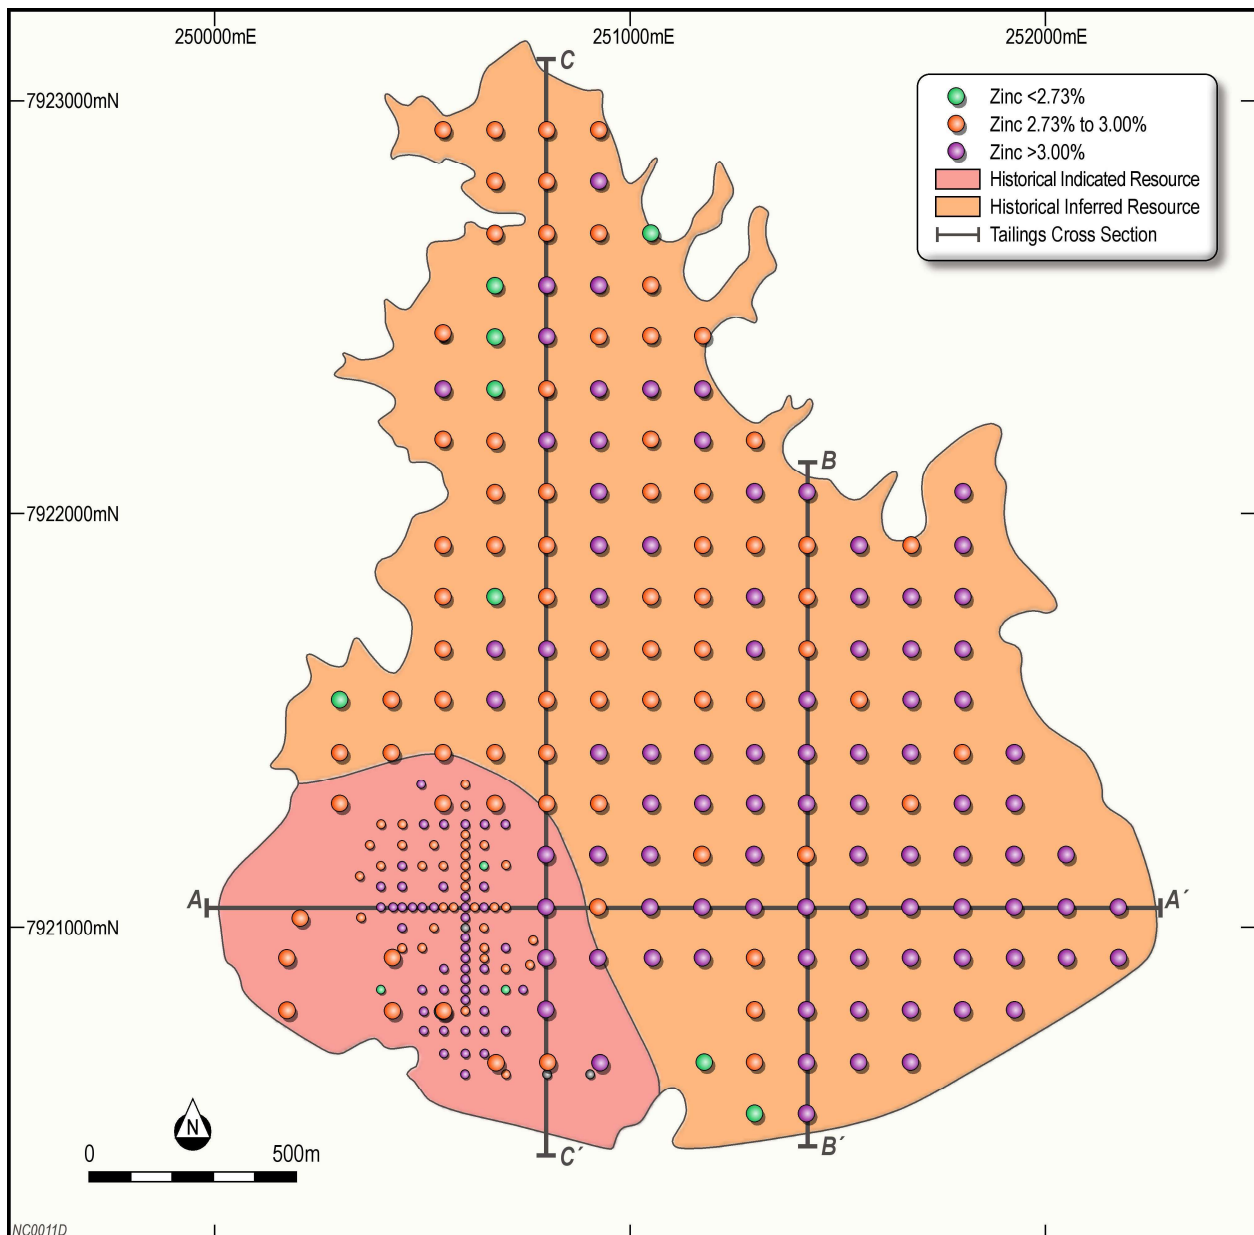 250000mE
251000mE
252000mE
C
7923000mN
Zinc <2.73%
Zinc 2.73% to 3.00%
Zinc >3.00%
Historical Indicated Resource
Historical Inferred Resource
Tailings Cross Section
B
7922000mN
A
A´
7921000mN
N
0
500m
B´
C´
NC0011D